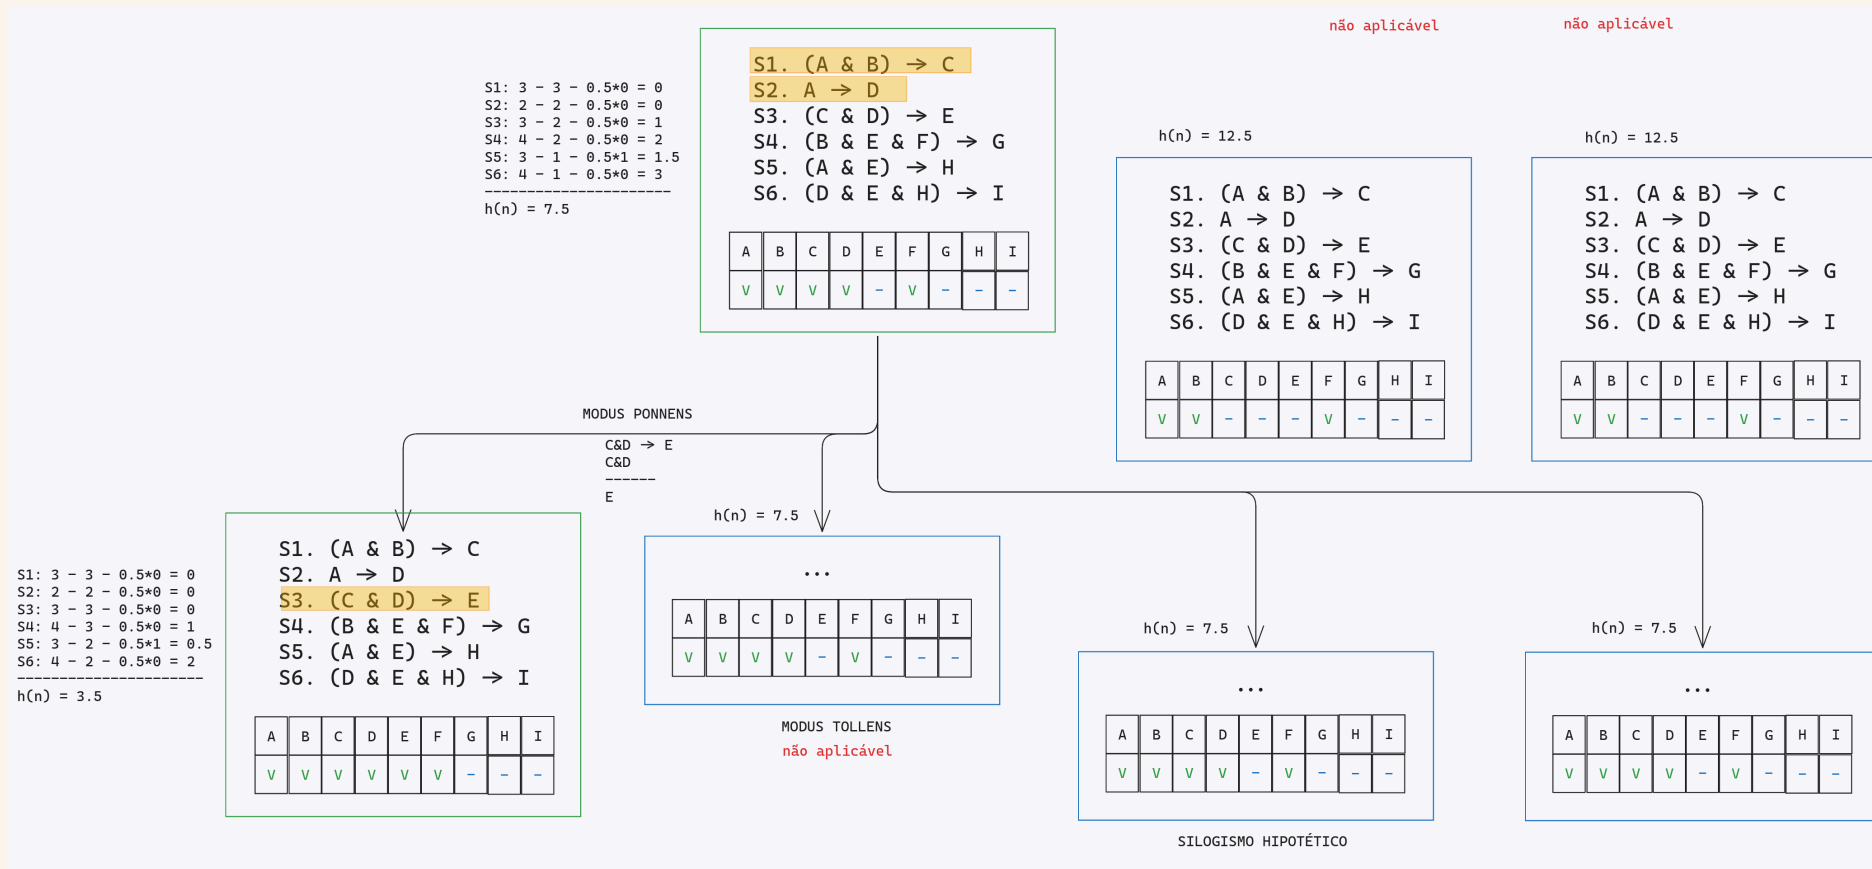 não aplicável
não aplicável
S1: 3 - 3 - 0.5*0 = 0
S2: 2 - 2 - 0.5*0 = 0
S3: 3 - 2 - 0.5*0 = 1
S4: 4 - 2 - 0.5*0 = 2
S5: 3 - 1 - 0.5*1 = 1.5
S6: 4 - 1 - 0.5*0 = 3
----------------------
h(n) = 7.5
S1. (A & B) → C
S2. A → D
S3. (C & D) → E
S4. (B & E & F) → G
S5. (A & E) → H
S6. (D & E & H) → I
A B C D E F G H I
V V V V - V - - -
h(n) = 12.5
S1. (A & B) → C
S2. A → D
S3. (C & D) → E
S4. (B & E & F) → G
S5. (A & E) → H
S6. (D & E & H) → I
A B C D E F G H I
V V - - - V - - -
h(n) = 12.5
S1. (A & B) → C
S2. A → D
S3. (C & D) → E
S4. (B & E & F) → G
S5. (A & E) → H
S6. (D & E & H) → I
A B C D E F G H I
V V - - - V - - -
MODUS PONNENS
C&D → E
C&D
------
E
S1: 3 - 3 - 0.5*0 = 0
S2: 2 - 2 - 0.5*0 = 0
S3: 3 - 3 - 0.5*0 = 0
S4: 4 - 3 - 0.5*0 = 1
S5: 3 - 2 - 0.5*1 = 0.5
S6: 4 - 2 - 0.5*0 = 2
----------------------
h(n) = 3.5
S1. (A & B) → C
S2. A → D
S3. (C & D) → E
S4. (B & E & F) → G
S5. (A & E) → H
S6. (D & E & H) → I
A B C D E F G H I
V V V V V V - - -
h(n) = 7.5
...
A B C D E F G H I
V V V V - V - - -
MODUS TOLLENS
não aplicável
h(n) = 7.5
...
A B C D E F G H I
V V V V - V - - -
SILOGISMO HIPOTÉTICO
h(n) = 7.5
...
A B C D E F G H I
V V V V - V - - -